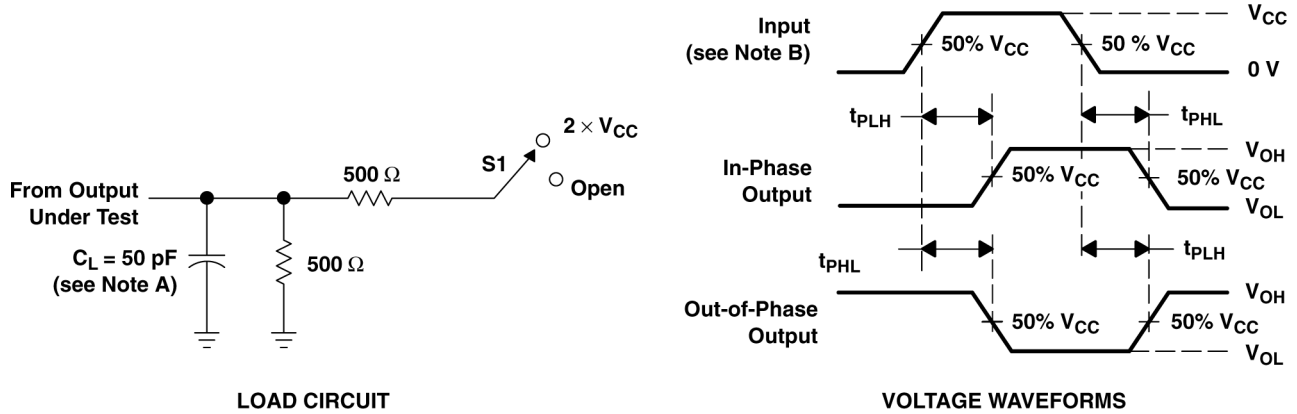 From Output
Under Test
C_L = 50 pF
(see Note A)
500 Ω
500 Ω
S1
2 × V_CC
Open
LOAD CIRCUIT
Input
(see Note B)
50% V_CC
50 % V_CC
V_CC
0 V
t_PLH
t_PHL
In-Phase
Output
50% V_CC
50% V_CC
V_OH
V_OL
t_PHL
t_PLH
Out-of-Phase
Output
50% V_CC
50% V_CC
V_OH
V_OL
VOLTAGE WAVEFORMS